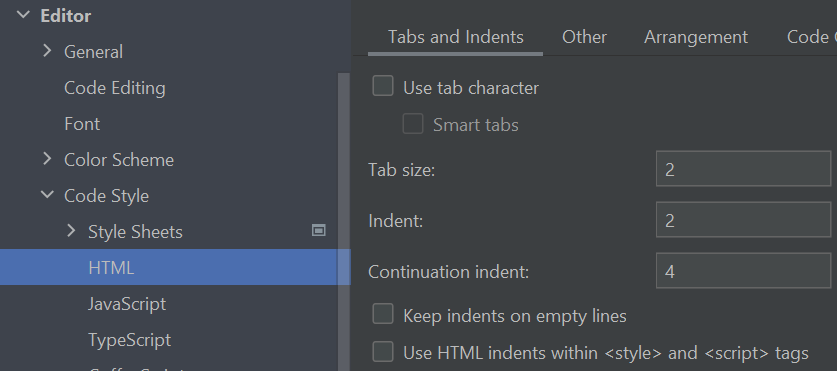 Editor
General
Code Editing
Font
Color Scheme
Code Style
Style Sheets
HTML
JavaScript
TypeScript
Tabs and Indents
Other
Arrangement
Code
Use tab character
Smart tabs
Tab size:
2
Indent:
2
Continuation indent:
4
Keep indents on empty lines
Use HTML indents within <style> and <script> tags